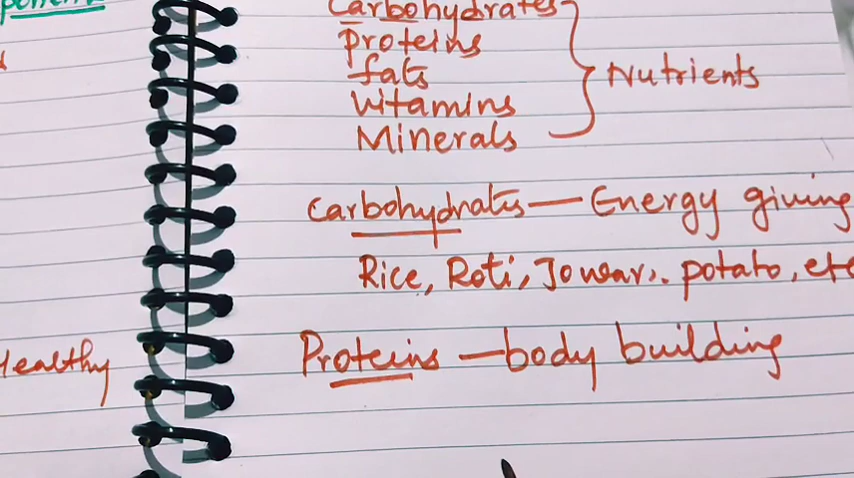 Carbohydrates
Proteins
fats
Vitamins
Minerals
Nutrients
Carbohydrates — Energy giving
Rice, Roti, Jowar, potato, etc
Healthy
Proteins — body building